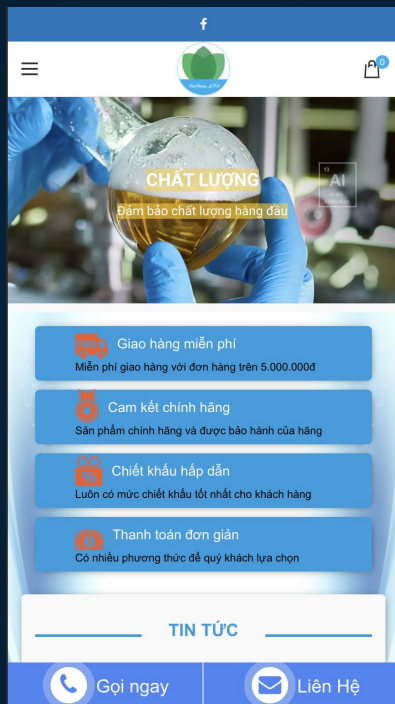 0
CHẤT LƯỢNG
Đảm bảo chất lượng hàng đầu
13
Al
Giao hàng miễn phí
Miễn phí giao hàng với đơn hàng trên 5.000.000đ
Cam kết chính hãng
Sản phẩm chính hãng và được bảo hành của hãng
Chiết khấu hấp dẫn
Luôn có mức chiết khấu tốt nhất cho khách hàng
Thanh toán đơn giản
Có nhiều phương thức để quý khách lựa chọn
TIN TỨC
Gọi ngay
Liên Hệ